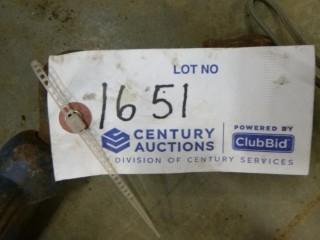 LOT NO
1651
CENTURY AUCTIONS
POWERED BY ClubBid
DIVISION OF CENTURY SERVICES